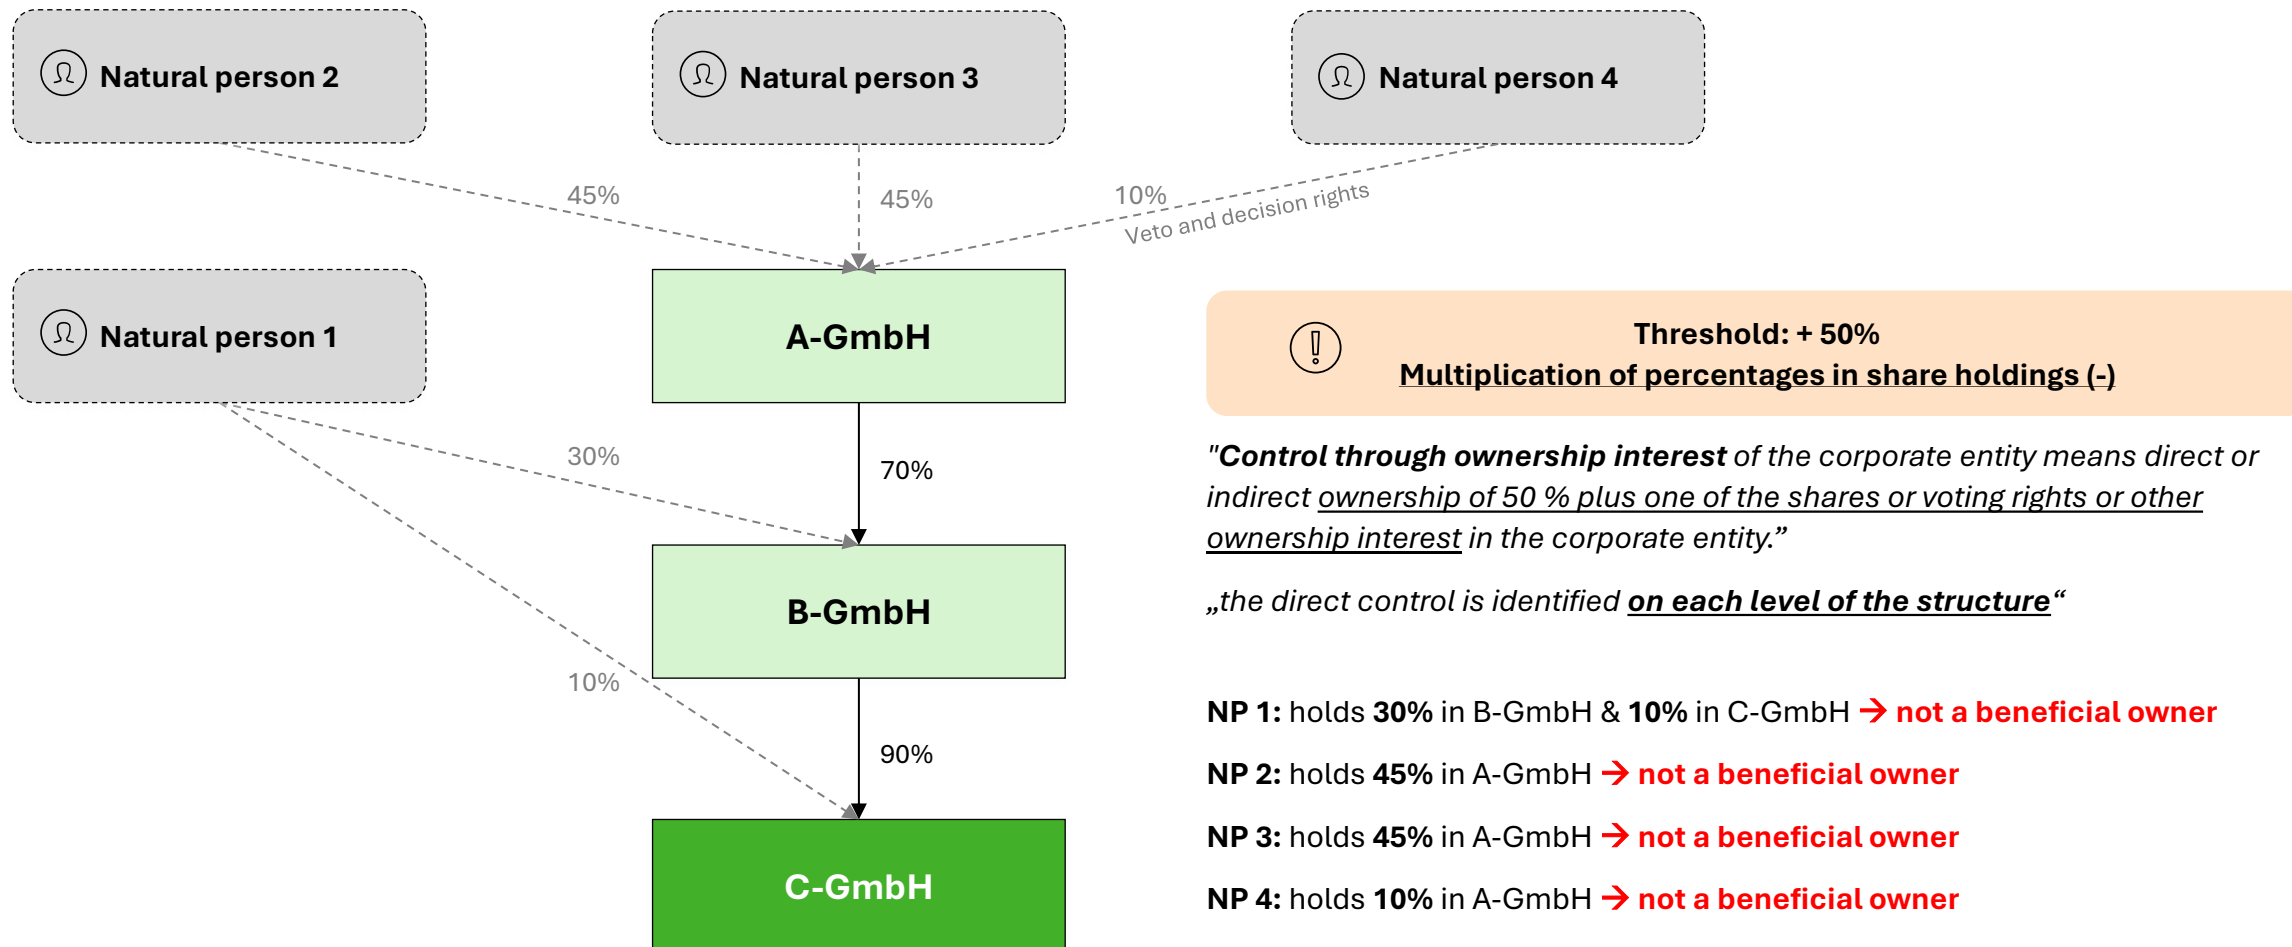 Natural person 2
Natural person 3
Natural person 4
45%
45%
10%
Veto and decision rights
Natural person 1
A-GmbH
Threshold: + 50%
Multiplication of percentages in share holdings (-)
30%
70%
"Control through ownership interest of the corporate entity means direct or
indirect ownership of 50 % plus one of the shares or voting rights or other
ownership interest in the corporate entity.”
„the direct control is identified on each level of the structure“
B-GmbH
10%
90%
NP 1: holds 30% in B-GmbH & 10% in C-GmbH → not a beneficial owner
NP 2: holds 45% in A-GmbH → not a beneficial owner
NP 3: holds 45% in A-GmbH → not a beneficial owner
NP 4: holds 10% in A-GmbH → not a beneficial owner
C-GmbH